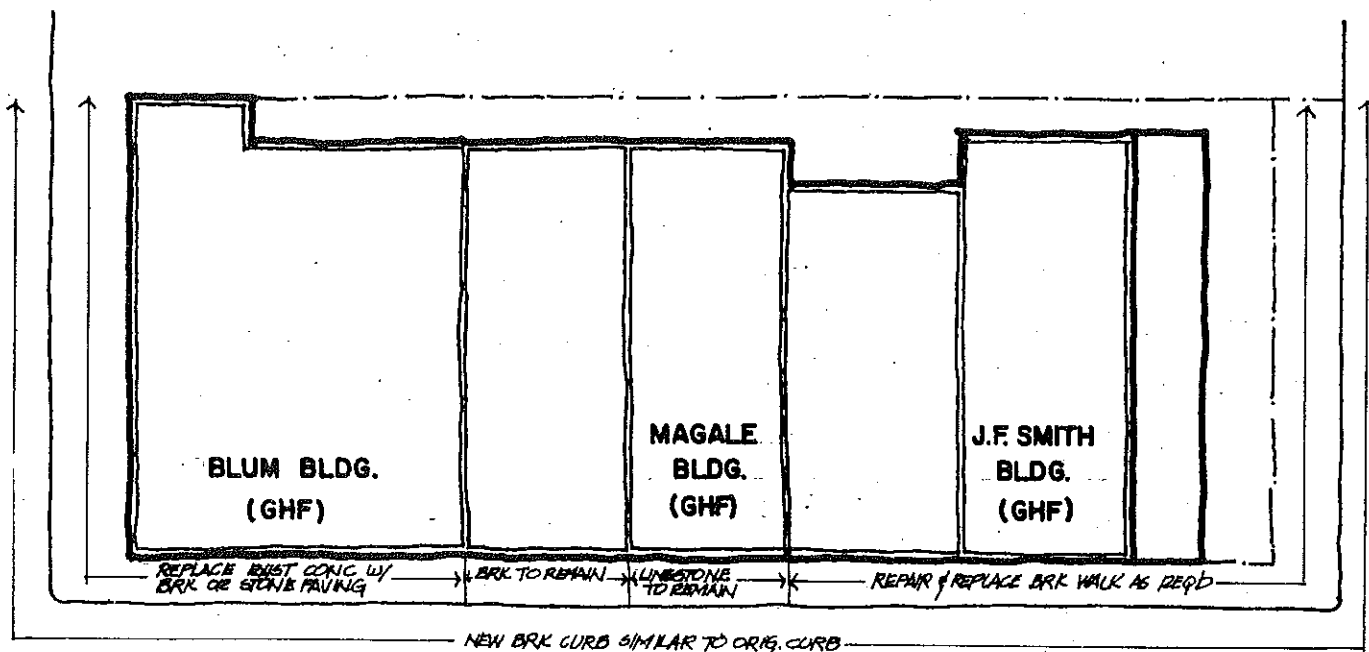 BLUM BLDG.
(GHF)
MAGALE
BLDG.
(GHF)
J.F. SMITH
BLDG.
(GHF)
REPLACE EXIST CONC W/
BRK OR STONE PAVING
BRK TO REMAIN
LIMESTONE
TO REMAIN
REPAIR & REPLACE BRK WALK AS REQ'D
NEW BRK CURB SIMILAR TO ORIG. CURB